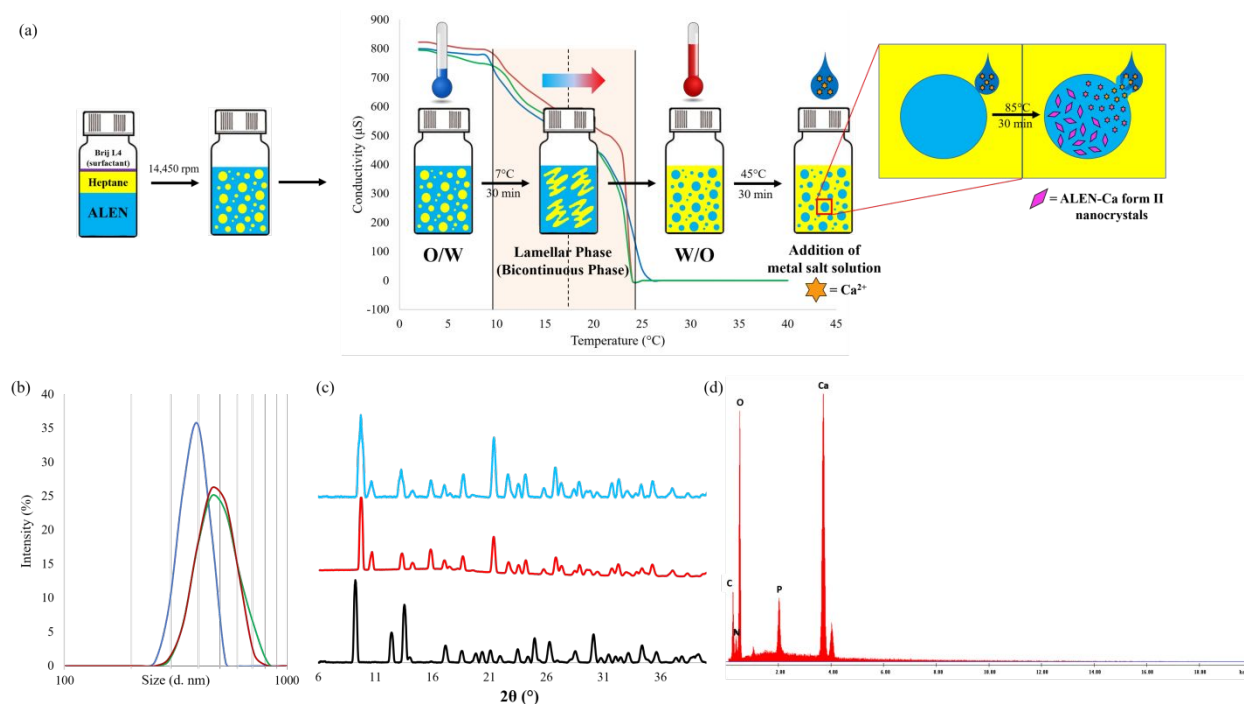 (a)
900
800
700
600
500
400
300
200
100
0
-100
Conductivity (µS)
0 5 10 15 20 25 30 35 40 45
Temperature (°C)
Brij L4
(surfactant)
Heptane
ALEN
14,450 rpm
O/W
7°C
30 min
Lamellar Phase
(Bicontinuous Phase)
W/O
45°C
30 min
Addition of
metal salt solution
= Ca²⁺
85°C
30 min
= ALEN-Ca form II
nanocrystals
(b)
40
35
30
25
20
15
10
5
0
Intensity (%)
100 Size (d. nm) 1000
(c)
6 11 16 21 26 31 36
2θ (°)
(d)
C
N
O
P
Ca
2.00 4.00 6.00 8.00 10.00 12.00 14.00 16.00 18.00